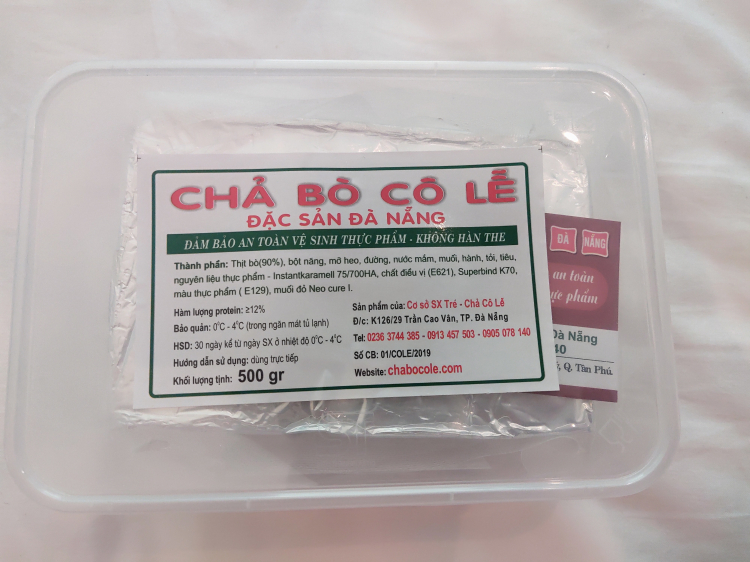 CHẢ BÒ CÔ LỄ
ĐẶC SẢN ĐÀ NẴNG
ĐẢM BẢO AN TOÀN VỆ SINH THỰC PHẨM - KHÔNG HÀN THE
Thành phần: Thịt bò(90%), bột năng, mỡ heo, đường, nước mắm, muối, hành, tỏi, tiêu,
nguyên liệu thực phẩm - Instantkaramell 75/700HA, chất điều vị (E621), Superbind K70,
màu thực phẩm ( E129), muối đỏ Neo cure I.
Hàm lượng protein: ≥12%
Bảo quản: 0°C - 4°C (trong ngăn mát tủ lạnh)
HSD: 30 ngày kể từ ngày SX ở nhiệt độ 0°C - 4°C
Hướng dẫn sử dụng: dùng trực tiếp
Khối lượng tịnh: 500 gr
Sản phẩm của: Cơ sở SX Tré - Chả Cô Lễ
Đ/c: K126/29 Trần Cao Vân, TP. Đà Nẵng
Tel: 0236 3744 385 - 0913 457 503 - 0905 078 140
Số CB: 01/COLE/2019
Website: chabocole.com
ĐÀ NẴNG
an toàn
thực phẩm
Đà Nẵng
40
Q. Tân Phú.